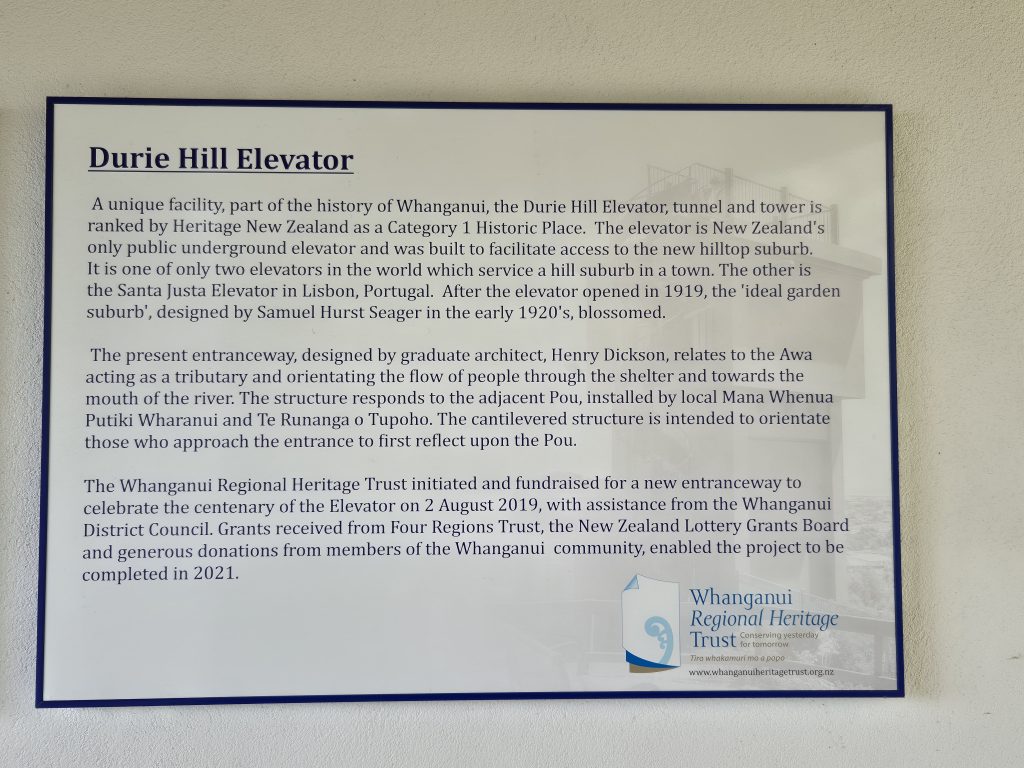 Durie Hill Elevator
A unique facility, part of the history of Whanganui, the Durie Hill Elevator, tunnel and tower is
ranked by Heritage New Zealand as a Category 1 Historic Place. The elevator is New Zealand's
only public underground elevator and was built to facilitate access to the new hilltop suburb.
It is one of only two elevators in the world which service a hill suburb in a town. The other is
the Santa Justa Elevator in Lisbon, Portugal. After the elevator opened in 1919, the 'ideal garden
suburb', designed by Samuel Hurst Seager in the early 1920's, blossomed.
The present entranceway, designed by graduate architect, Henry Dickson, relates to the Awa
acting as a tributary and orientating the flow of people through the shelter and towards the
mouth of the river. The structure responds to the adjacent Pou, installed by local Mana Whenua
Putiki Wharanui and Te Runanga o Tupoho. The cantilevered structure is intended to orientate
those who approach the entrance to first reflect upon the Pou.
The Whanganui Regional Heritage Trust initiated and fundraised for a new entranceway to
celebrate the centenary of the Elevator on 2 August 2019, with assistance from the Whanganui
District Council. Grants received from Four Regions Trust, the New Zealand Lottery Grants Board
and generous donations from members of the Whanganui community, enabled the project to be
completed in 2021.
Whanganui
Regional Heritage
Trust Conserving yesterday
for tomorrow
Tiro whakamuri mo a popo
www.whanganuiheritagetrust.org.nz